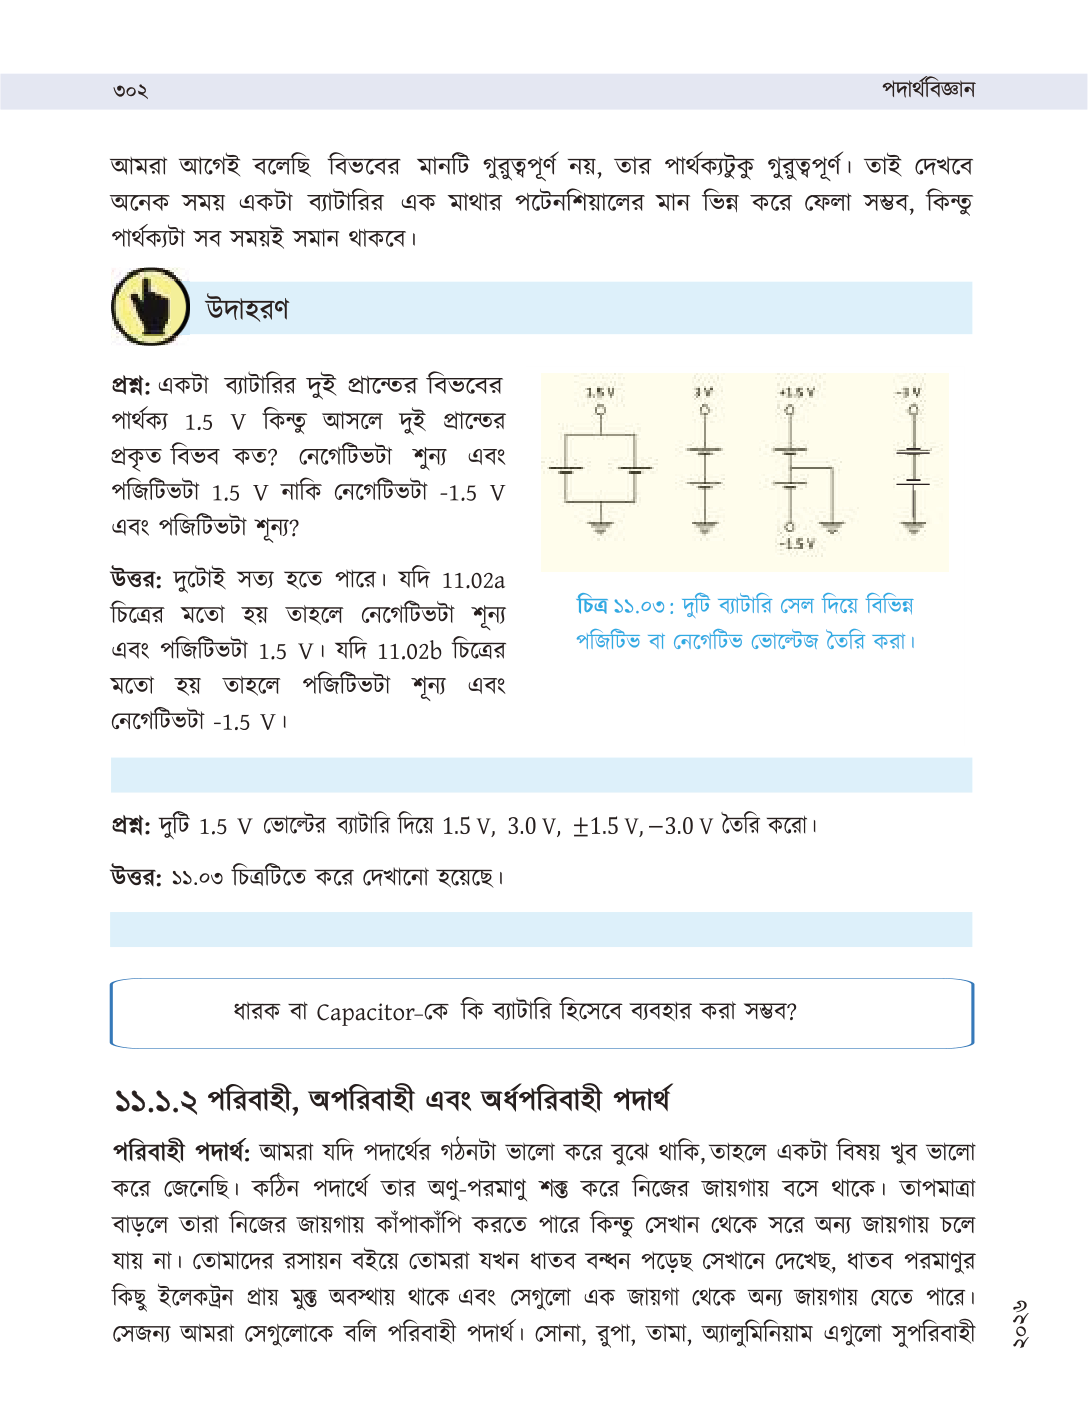 ৩০২
পদার্থবিজ্ঞান
আমরা আগেই বলেছি বিভবের মানটি গুরুত্বপূর্ণ নয়, তার পার্থক্যটুকু গুরুত্বপূর্ণ। তাই দেখবে
অনেক সময় একটা ব্যাটারির এক মাথার পটেনশিয়ালের মান ভিন্ন করে ফেলা সম্ভব, কিন্তু
পার্থক্যটা সব সময়ই সমান থাকবে।
উদাহরণ
প্রশ্ন: একটা ব্যাটারির দুই প্রান্তের বিভবের
পার্থক্য 1.5 V কিন্তু আসলে দুই প্রান্তের
প্রকৃত বিভব কত? নেগেটিভটা শুন্য এবং
পজিটিভটা 1.5 V নাকি নেগেটিভটা -1.5 V
এবং পজিটিভটা শূন্য?
উত্তর: দুটোই সত্য হতে পারে। যদি 11.02a
চিত্রের মতো হয় তাহলে নেগেটিভটা শূন্য
এবং পজিটিভটা 1.5 V। যদি 11.02b চিত্রের
মতো হয় তাহলে পজিটিভটা শূন্য এবং
নেগেটিভটা -1.5 V।
1.5 V 3 V +1.5 V -3 V
-1.5 V
চিত্র ১১.০৩ : দুটি ব্যাটারি সেল দিয়ে বিভিন্ন
পজিটিভ বা নেগেটিভ ভোল্টেজ তৈরি করা।
প্রশ্ন: দুটি 1.5 V ভোল্টের ব্যাটারি দিয়ে 1.5 V, 3.0 V, ±1.5 V, −3.0 V তৈরি করো।
উত্তর: ১১.০৩ চিত্রটিতে করে দেখানো হয়েছে।
ধারক বা Capacitor-কে কি ব্যাটারি হিসেবে ব্যবহার করা সম্ভব?
১১.১.২ পরিবাহী, অপরিবাহী এবং অর্ধপরিবাহী পদার্থ
পরিবাহী পদার্থ: আমরা যদি পদার্থের গঠনটা ভালো করে বুঝে থাকি, তাহলে একটা বিষয় খুব ভালো
করে জেনেছি। কঠিন পদার্থে তার অণু-পরমাণু শক্ত করে নিজের জায়গায় বসে থাকে। তাপমাত্রা
বাড়লে তারা নিজের জায়গায় কাঁপাকাঁপি করতে পারে কিন্তু সেখান থেকে সরে অন্য জায়গায় চলে
যায় না। তোমাদের রসায়ন বইয়ে তোমরা যখন ধাতব বন্ধন পড়েছ সেখানে দেখেছ, ধাতব পরমাণুর
কিছু ইলেকট্রন প্রায় মুক্ত অবস্থায় থাকে এবং সেগুলো এক জায়গা থেকে অন্য জায়গায় যেতে পারে।
সেজন্য আমরা সেগুলোকে বলি পরিবাহী পদার্থ। সোনা, রুপা, তামা, অ্যালুমিনিয়াম এগুলো সুপরিবাহী
২০২৬